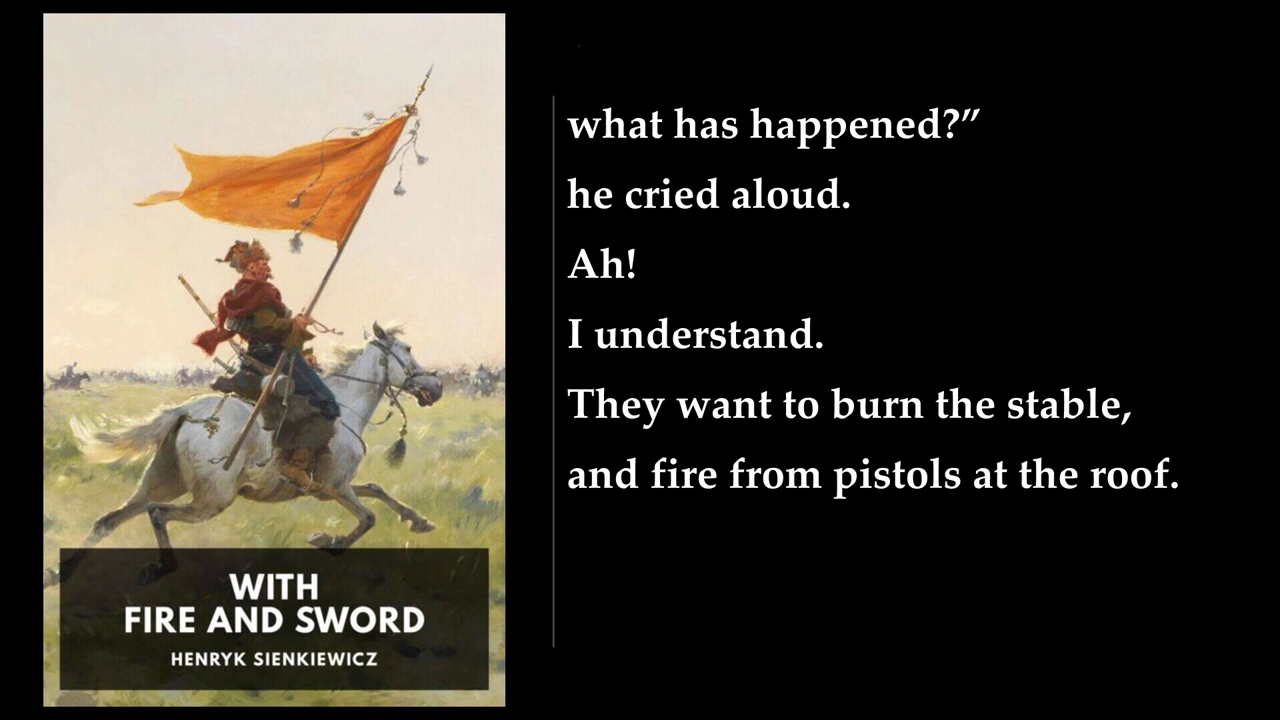 WITH
FIRE AND SWORD
HENRYK SIENKIEWICZ
what has happened?”
he cried aloud.
Ah!
I understand.
They want to burn the stable,
and fire from pistols at the roof.